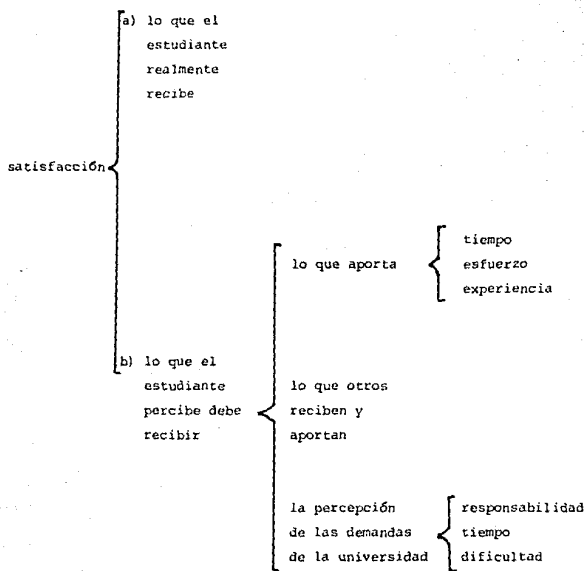 a) lo que el
estudiante
realmente
recibe
satisfacción
b) lo que el
estudiante
percibe debe
recibir
lo que aporta
tiempo
esfuerzo
experiencia
lo que otros
reciben y
aportan
la percepción
de las demandas
de la universidad
responsabilidad
tiempo
dificultad